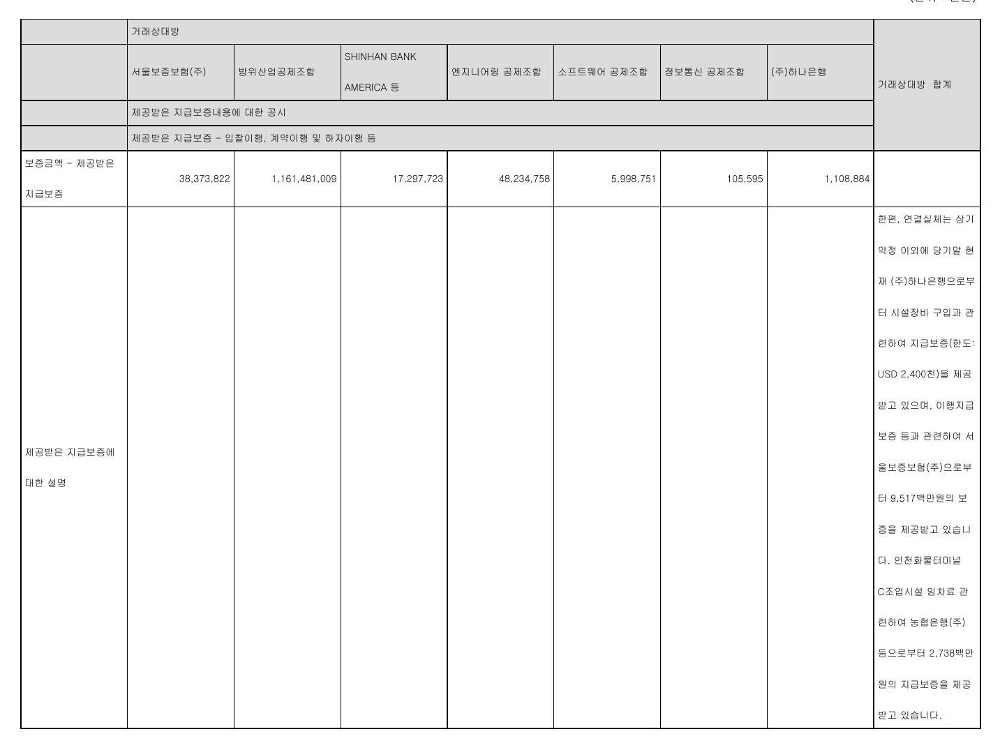 거래상대방
서울보증보험(주) 방위산업공제조합 SHINHAN BANK AMERICA 등 엔지니어링 공제조합 소프트웨어 공제조합 정보통신 공제조합 (주)하나은행 거래상대방 합계
제공받은 지급보증내용에 대한 공시
제공받은 지급보증 - 입찰이행, 계약이행 및 하자이행 등
보증금액 - 제공받은
지급보증
38,373,822 1,161,481,009 17,297,723 48,234,758 5,998,751 105,595 1,108,884
제공받은 지급보증에
대한 설명
한편, 연결실체는 상기
약정 이외에 당기말 현
재 (주)하나은행으로부
터 시설장비 구입과 관
련하여 지급보증(한도:
USD 2,400천)을 제공
받고 있으며, 이행지급
보증 등과 관련하여 서
울보증보험(주)으로부
터 9,517백만원의 보
증을 제공받고 있습니
다. 인천화물터미널
C조업시설 임차료 관
련하여 농협은행(주)
등으로부터 2,738백만
원의 지급보증을 제공
받고 있습니다.